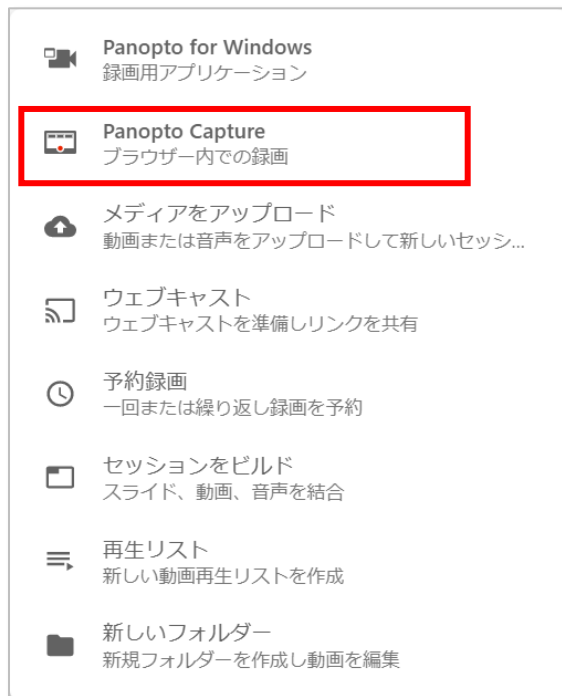 Panopto for Windows
録画用アプリケーション
Panopto Capture
ブラウザー内での録画
メディアをアップロード
動画または音声をアップロードして新しいセッシ...
ウェブキャスト
ウェブキャストを準備しリンクを共有
予約録画
一回または繰り返し録画を予約
セッションをビルド
スライド、動画、音声を結合
再生リスト
新しい動画再生リストを作成
新しいフォルダー
新規フォルダーを作成し動画を編集